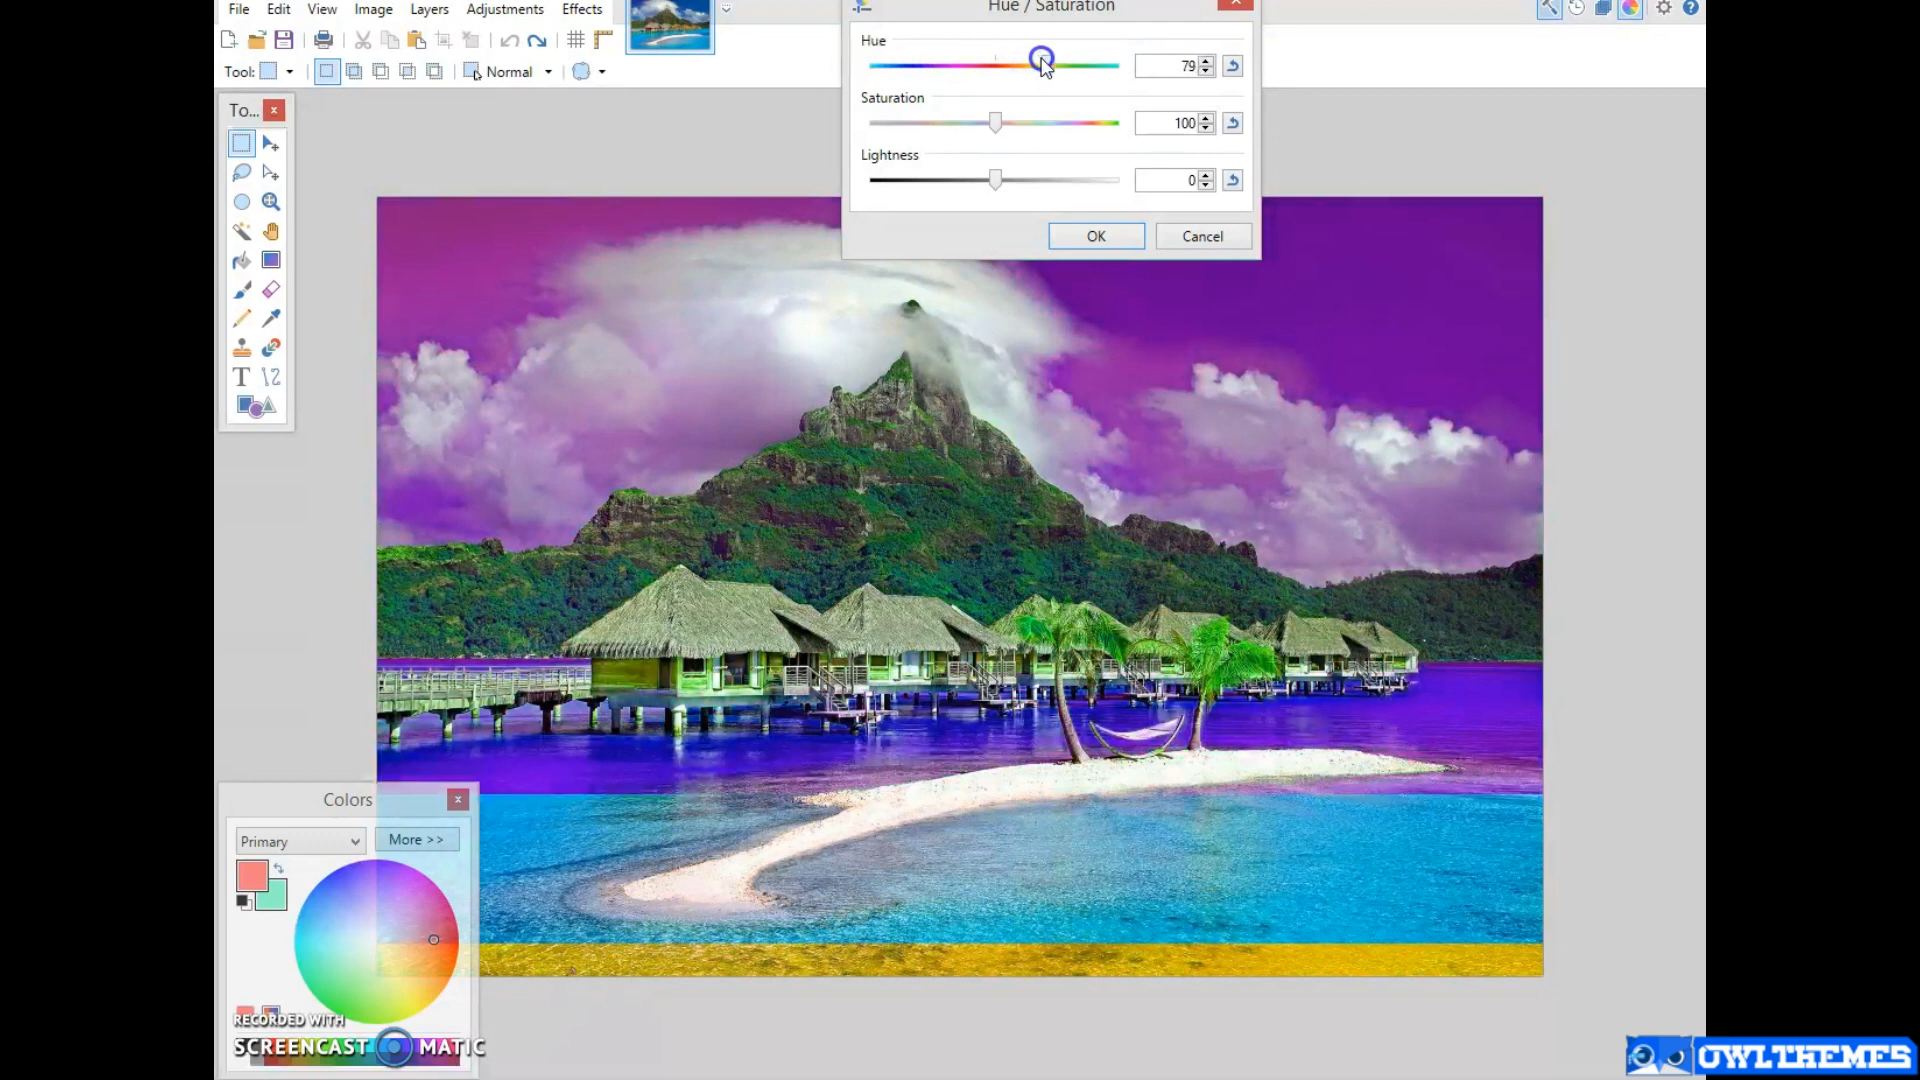 File Edit View Image Layers Adjustments Effects
Hue / Saturation
Tool: Normal
Hue
79
Saturation
100
Lightness
0
OK Cancel
To...
T
Colors
Primary More >>
RECORDED WITH
SCREENCAST MATIC
OWLTHEMES